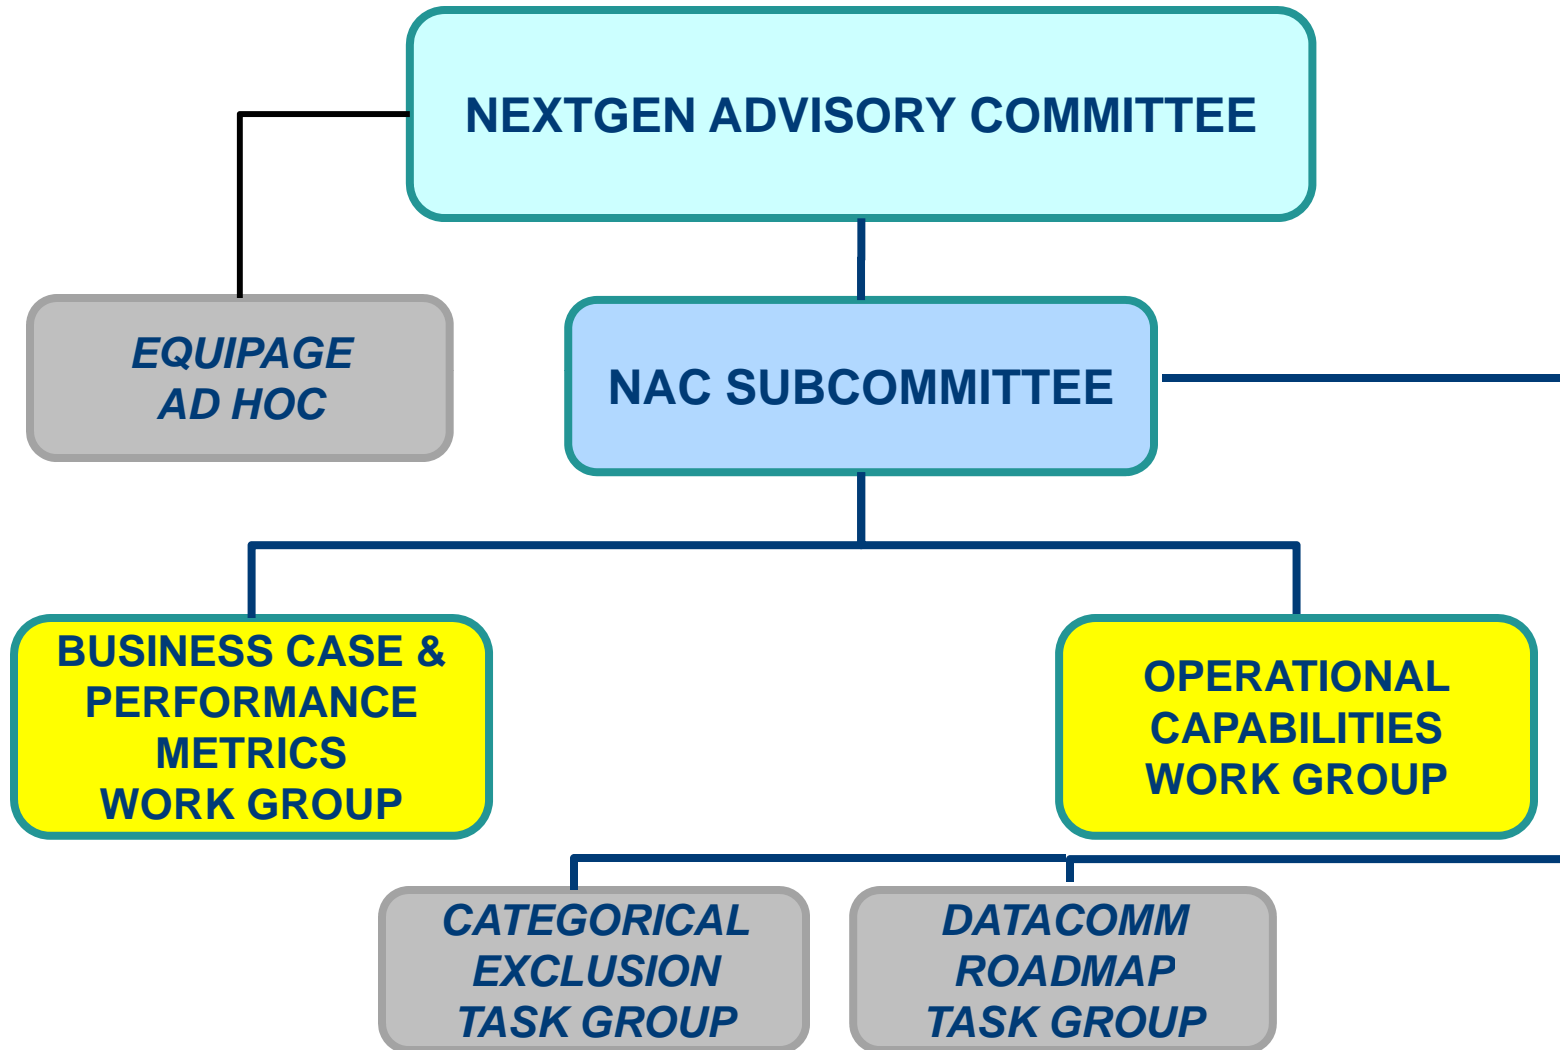 NEXTGEN ADVISORY COMMITTEE
EQUIPAGE
AD HOC
NAC SUBCOMMITTEE
BUSINESS CASE &
PERFORMANCE
METRICS
WORK GROUP
OPERATIONAL
CAPABILITIES
WORK GROUP
CATEGORICAL
EXCLUSION
TASK GROUP
DATACOMM
ROADMAP
TASK GROUP